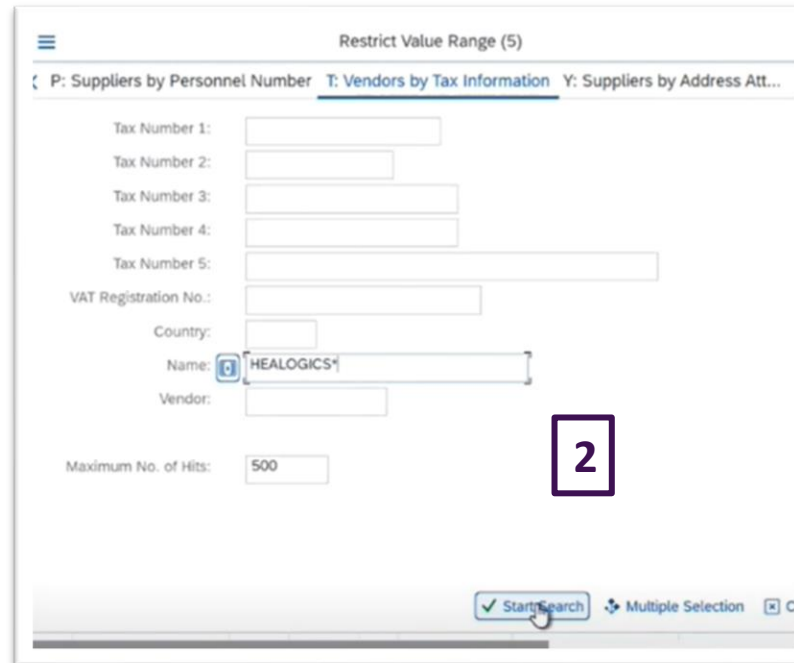 Restrict Value Range (5)
P: Suppliers by Personnel Number T: Vendors by Tax Information Y: Suppliers by Address Att...
Tax Number 1:
Tax Number 2:
Tax Number 3:
Tax Number 4:
Tax Number 5:
VAT Registration No.:
Country:
Name: HEALOGICS*
Vendor:
2
Maximum No. of Hits: 500
Start Search Multiple Selection